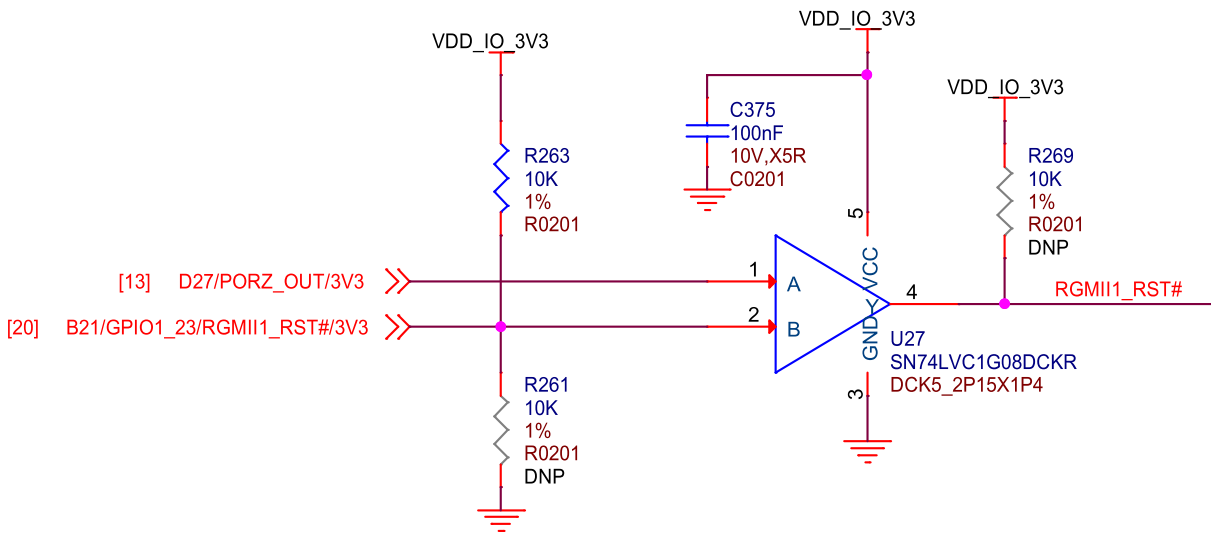 VDD_IO_3V3
VDD_IO_3V3
VDD_IO_3V3
C375
100nF
10V,X5R
C0201
R263
10K
1%
R0201
R269
10K
1%
R0201
DNP
5
VCC
[13] D27/PORZ_OUT/3V3
1
A
4
Y
RGMII1_RST#
[20] B21/GPIO1_23/RGMII1_RST#/3V3
2
B
GND
U27
SN74LVC1G08DCKR
DCK5_2P15X1P4
3
R261
10K
1%
R0201
DNP